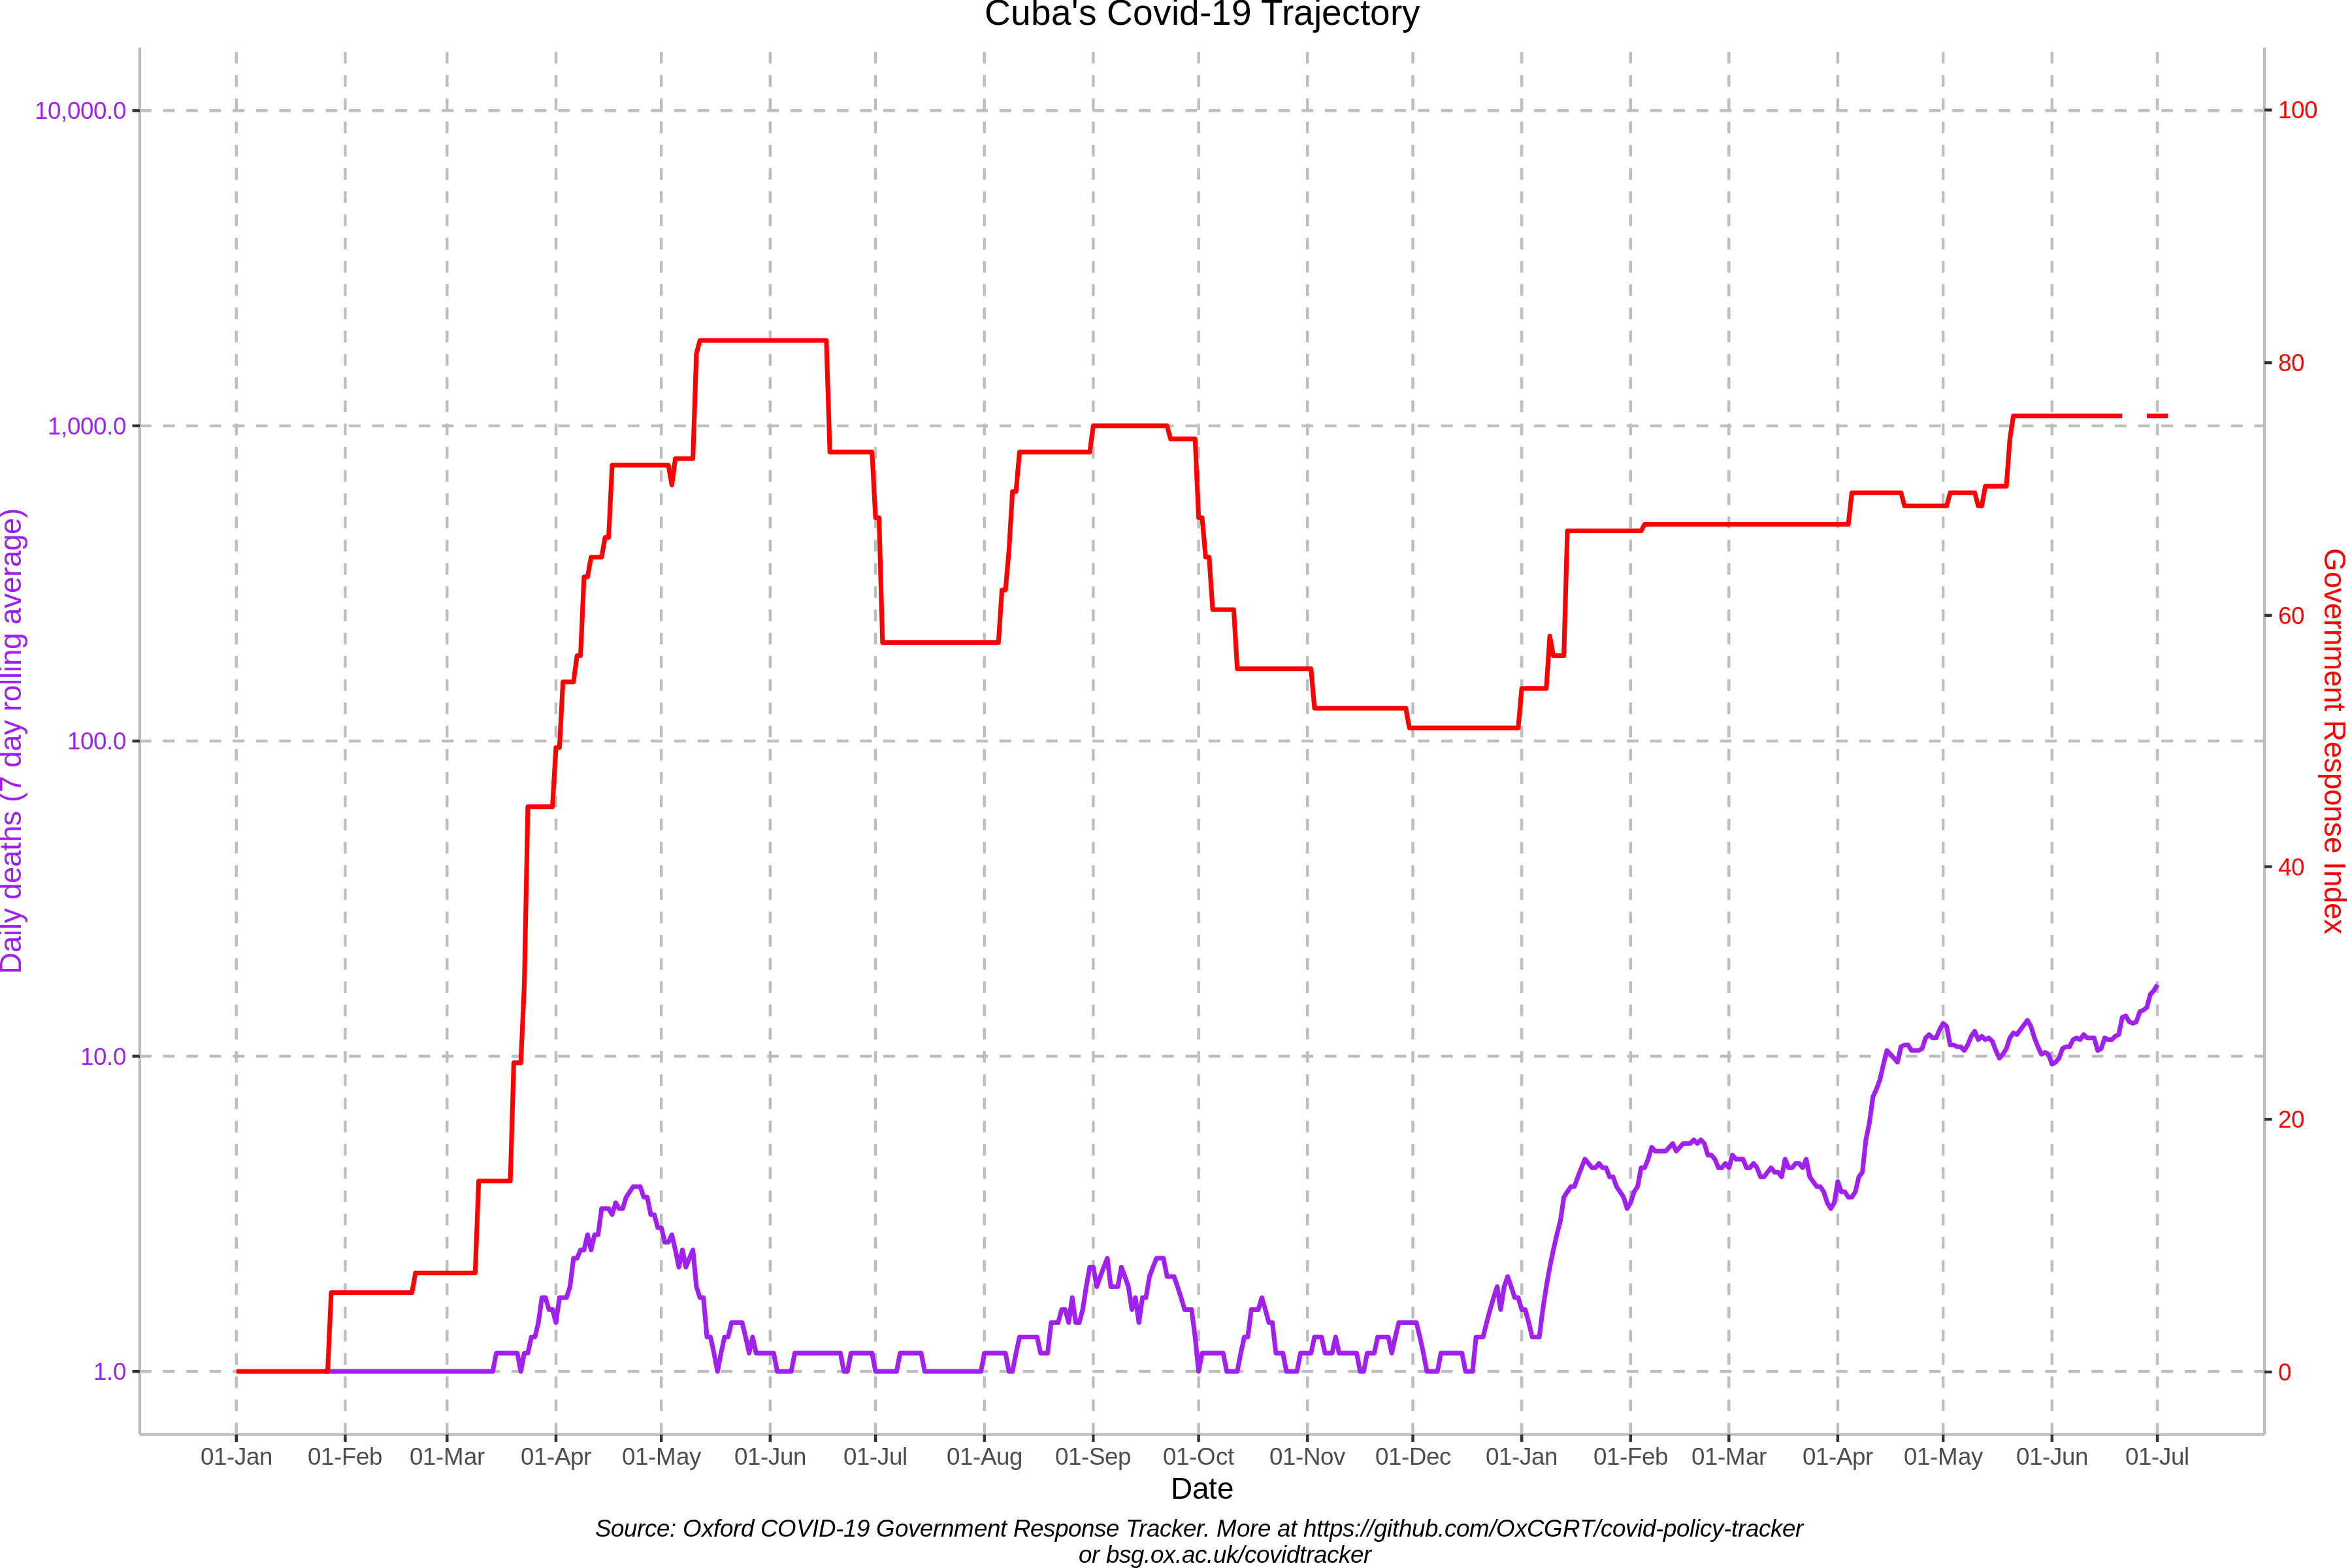 Cuba's Covid-19 Trajectory
10,000.0
1,000.0
100.0
10.0
1.0
Daily deaths (7 day rolling average)
100
80
60
40
20
0
Government Response Index
01-Jan 01-Feb 01-Mar 01-Apr 01-May 01-Jun 01-Jul 01-Aug 01-Sep 01-Oct 01-Nov 01-Dec 01-Jan 01-Feb 01-Mar 01-Apr 01-May 01-Jun 01-Jul
Date
Source: Oxford COVID-19 Government Response Tracker. More at https://github.com/OxCGRT/covid-policy-tracker
or bsg.ox.ac.uk/covidtracker